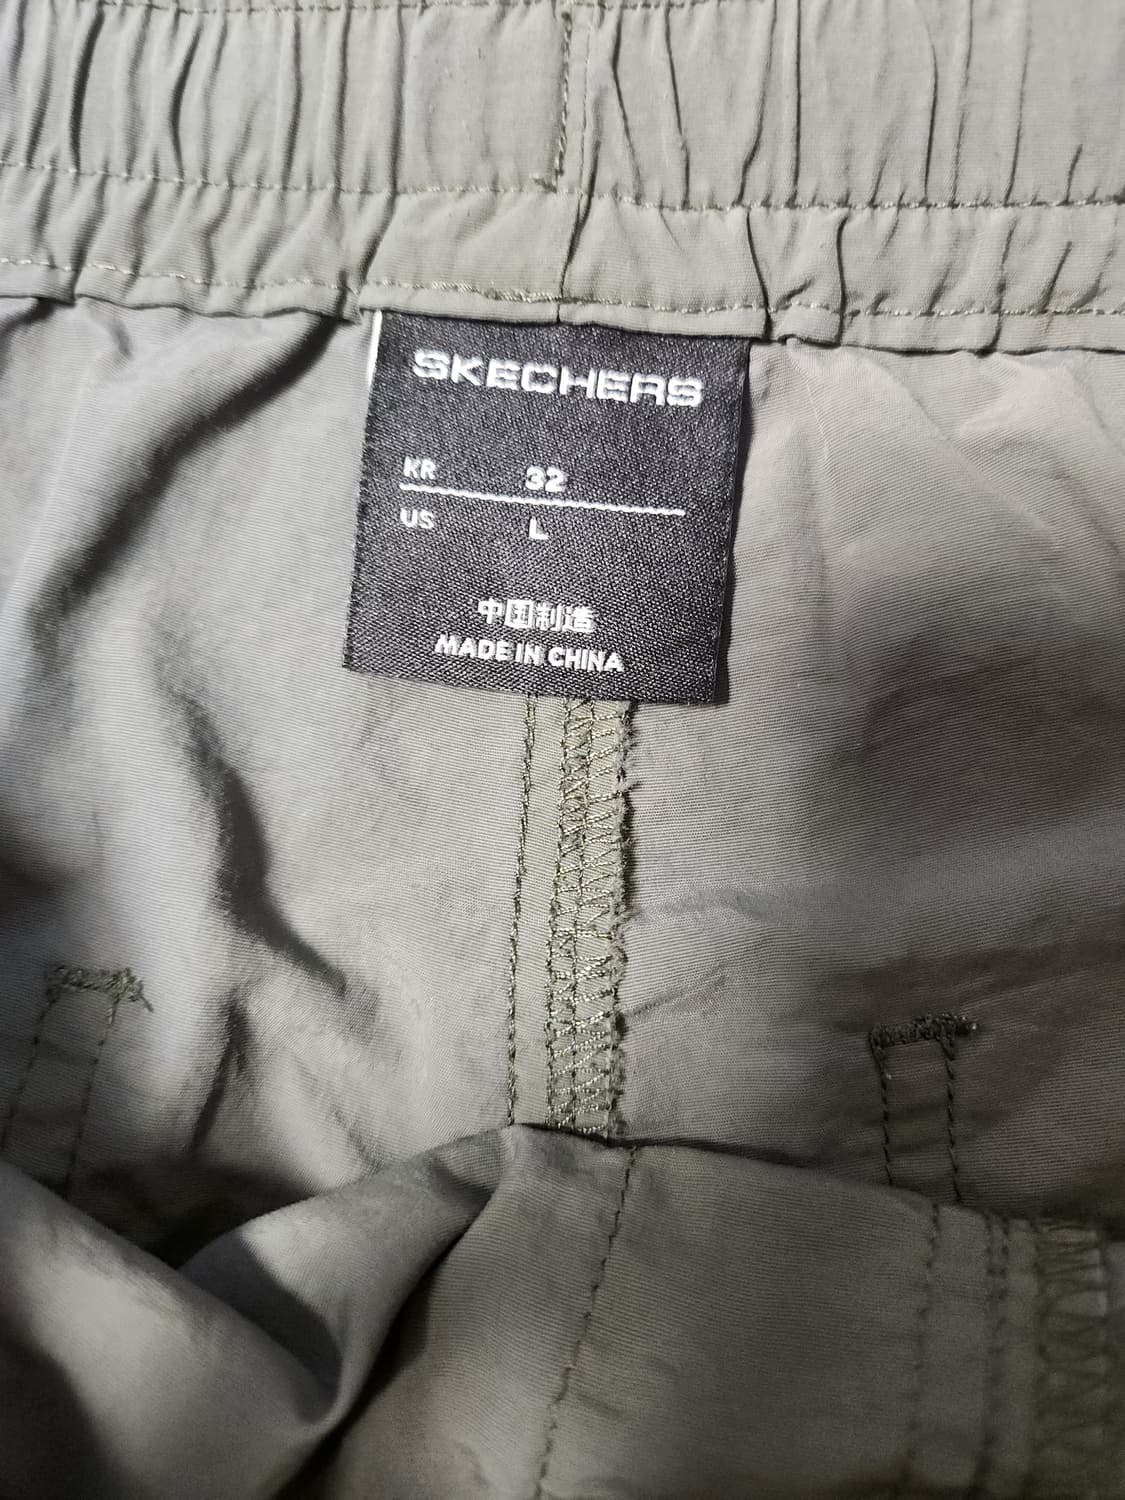 SKECHERS
KR 32
US L
中国制造
MADE IN CHINA